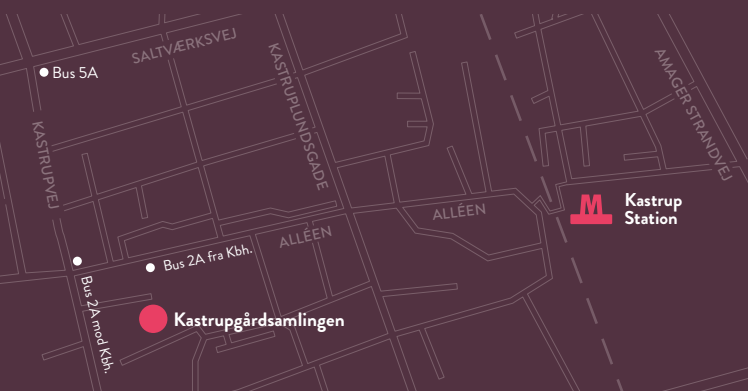 SALTVÆRKSVEJ
KASTRUPLUNDSGADE
AMAGER STRANDVEJ
Bus 5A
KASTRUPVEJ
M
Kastrup
Station
ALLÉEN
ALLÉEN
Bus 2A fra Kbh.
Bus 2A mod Kbh.
Kastrupgårdsamlingen